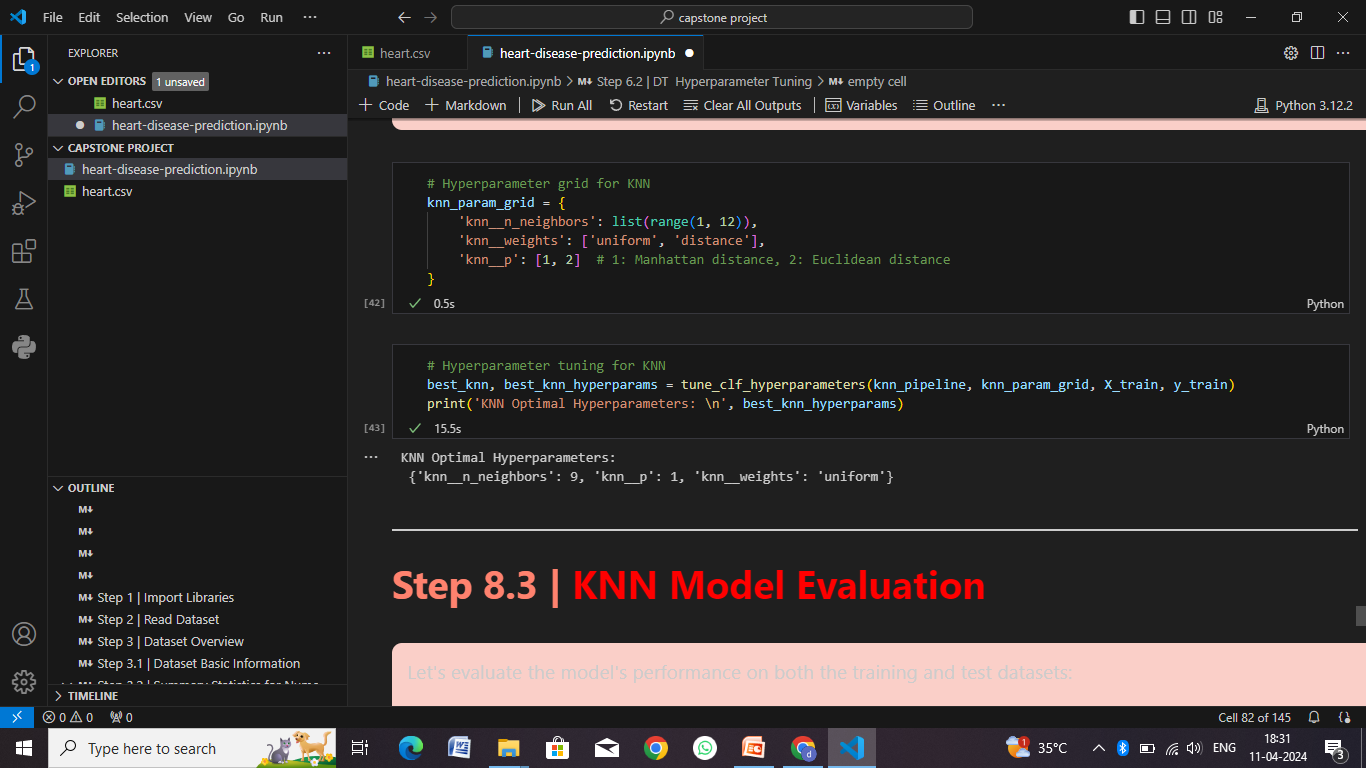 File Edit Selection View Go Run ···
capstone project
EXPLORER ···
OPEN EDITORS 1 unsaved
heart.csv
heart-disease-prediction.ipynb
CAPSTONE PROJECT
heart-disease-prediction.ipynb
heart.csv
OUTLINE
M↓
M↓
M↓
M↓
M↓ Step 1 | Import Libraries
M↓ Step 2 | Read Dataset
M↓ Step 3 | Dataset Overview
M↓ Step 3.1 | Dataset Basic Information
TIMELINE
heart.csv
heart-disease-prediction.ipynb
heart-disease-prediction.ipynb > M↓ Step 6.2 | DT Hyperparameter Tuning > M↓ empty cell
+ Code + Markdown | Run All Restart Clear All Outputs | Variables Outline ···
Python 3.12.2
# Hyperparameter grid for KNN
knn_param_grid = {
'knn__n_neighbors': list(range(1, 12)),
'knn__weights': ['uniform', 'distance'],
'knn__p': [1, 2]  # 1: Manhattan distance, 2: Euclidean distance
}
[42] ✓ 0.5s Python
# Hyperparameter tuning for KNN
best_knn, best_knn_hyperparams = tune_clf_hyperparameters(knn_pipeline, knn_param_grid, X_train, y_train)
print('KNN Optimal Hyperparameters: \n', best_knn_hyperparams)
[43] ✓ 15.5s Python
··· KNN Optimal Hyperparameters:
{'knn__n_neighbors': 9, 'knn__p': 1, 'knn__weights': 'uniform'}
Step 8.3 | KNN Model Evaluation
Let's evaluate the model's performance on both the training and test datasets:
0 0 0
Cell 82 of 145
Type here to search
35°C
ENG
18:31
11-04-2024
3
1